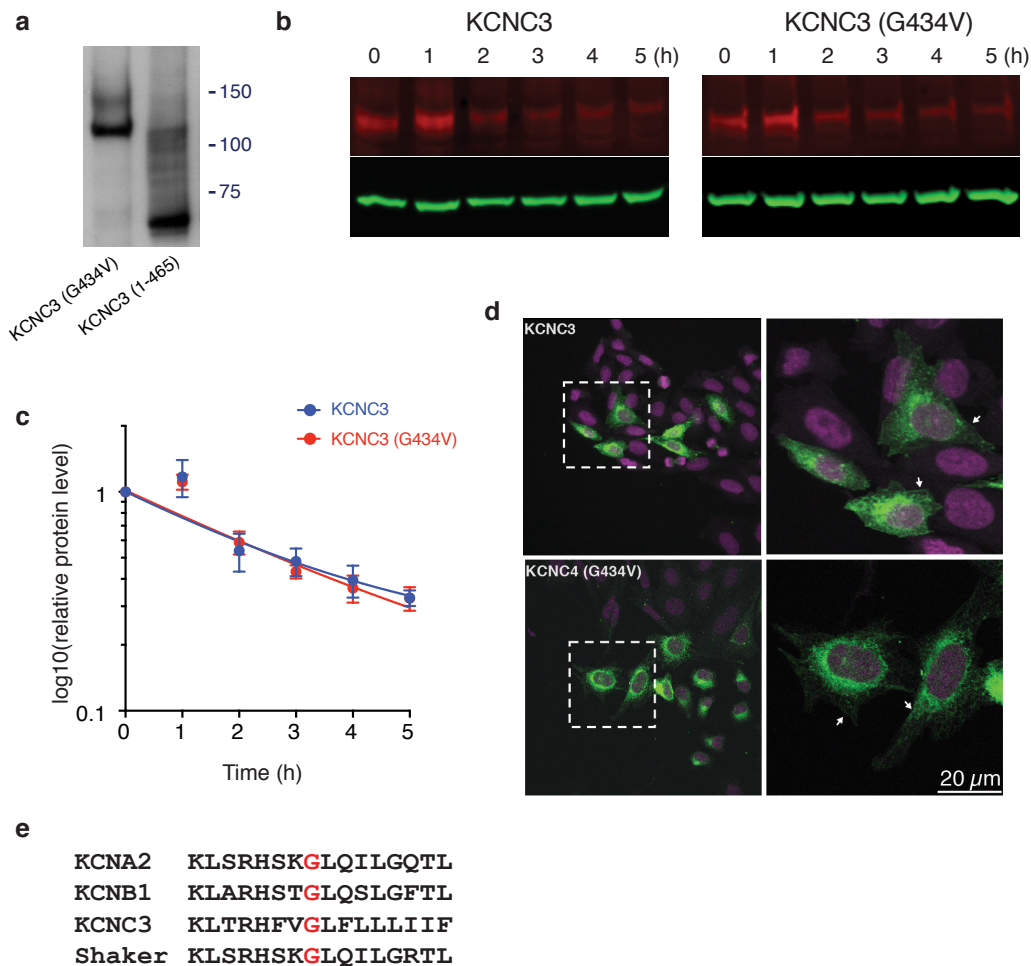 a
-150
-100
-75
KCNC3 (G434V)
KCNC3 (1-465)
b
KCNC3
0 1 2 3 4 5 (h)
KCNC3 (G434V)
0 1 2 3 4 5 (h)
c
KCNC3
KCNC3 (G434V)
log10(relative protein level)
1
0.1
0 1 2 3 4 5
Time (h)
d
KCNC3
KCNC4 (G434V)
20 µm
e
KCNA2 KLSRHSKGLQILGQTL
KCNB1 KLARHSTGLQSLGFTL
KCNC3 KLTRHFVGLFLLLIIF
Shaker KLSRHSKGLQILGRTL